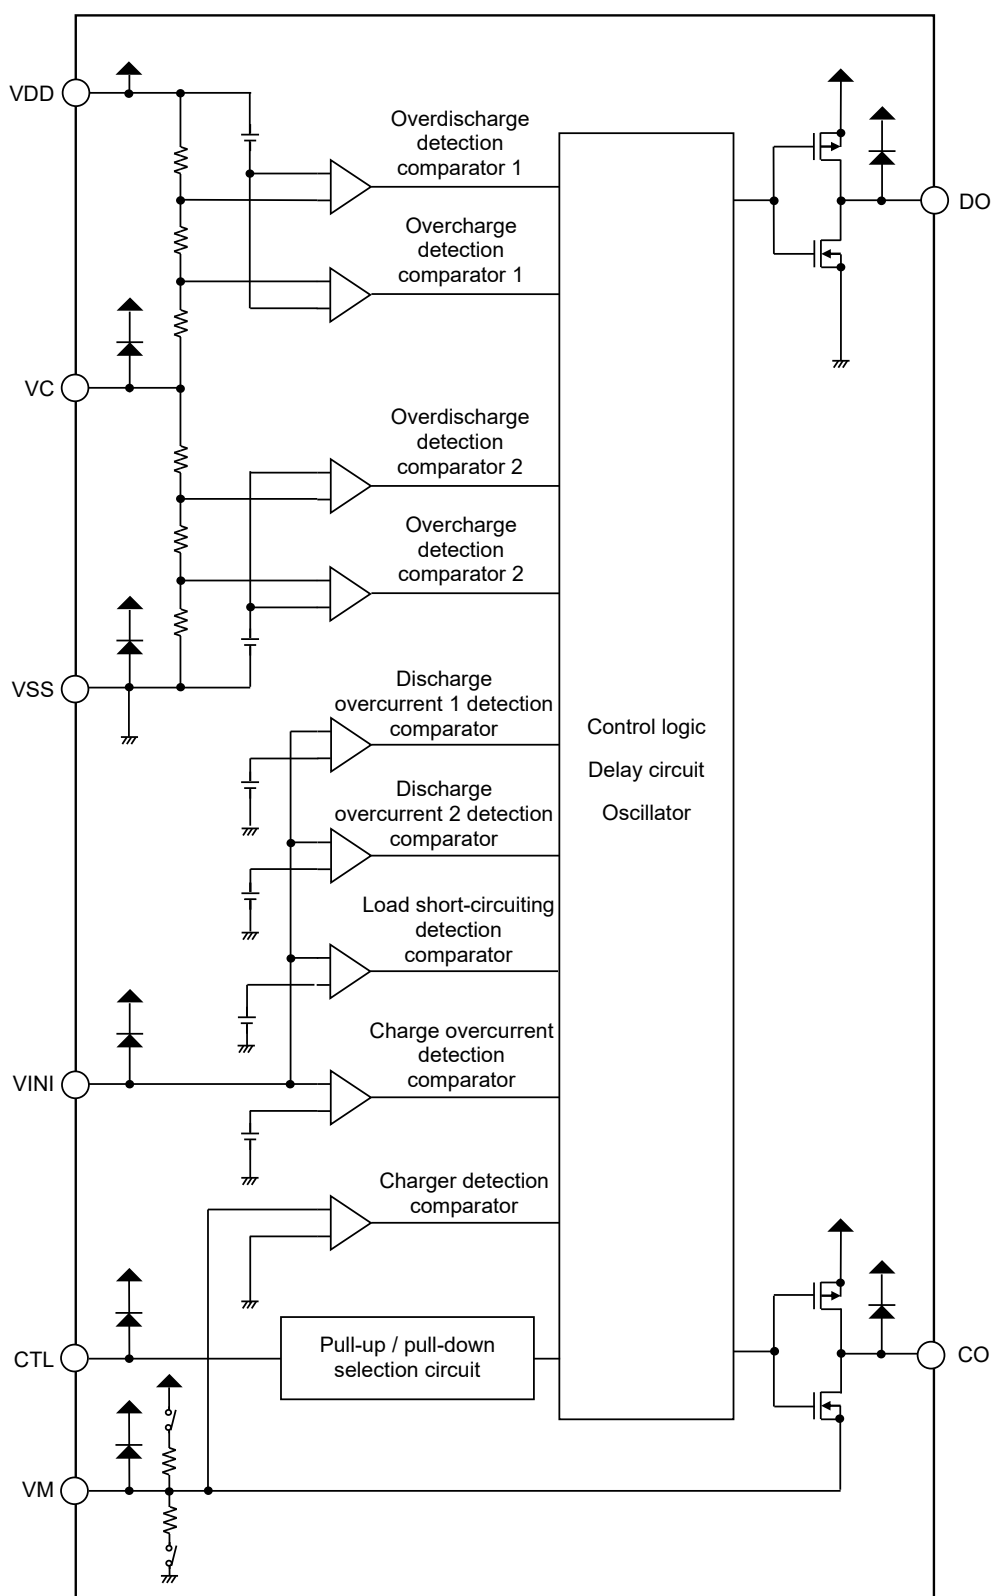 VDD
Overdischarge
detection
comparator 1
DO
Overcharge
detection
comparator 1
VC
Overdischarge
detection
comparator 2
Overcharge
detection
comparator 2
VSS
Discharge
overcurrent 1 detection
comparator
Control logic
Delay circuit
Oscillator
Discharge
overcurrent 2 detection
comparator
Load short-circuiting
detection
comparator
VINI
Charge overcurrent
detection
comparator
Charger detection
comparator
CTL
Pull-up / pull-down
selection circuit
CO
VM